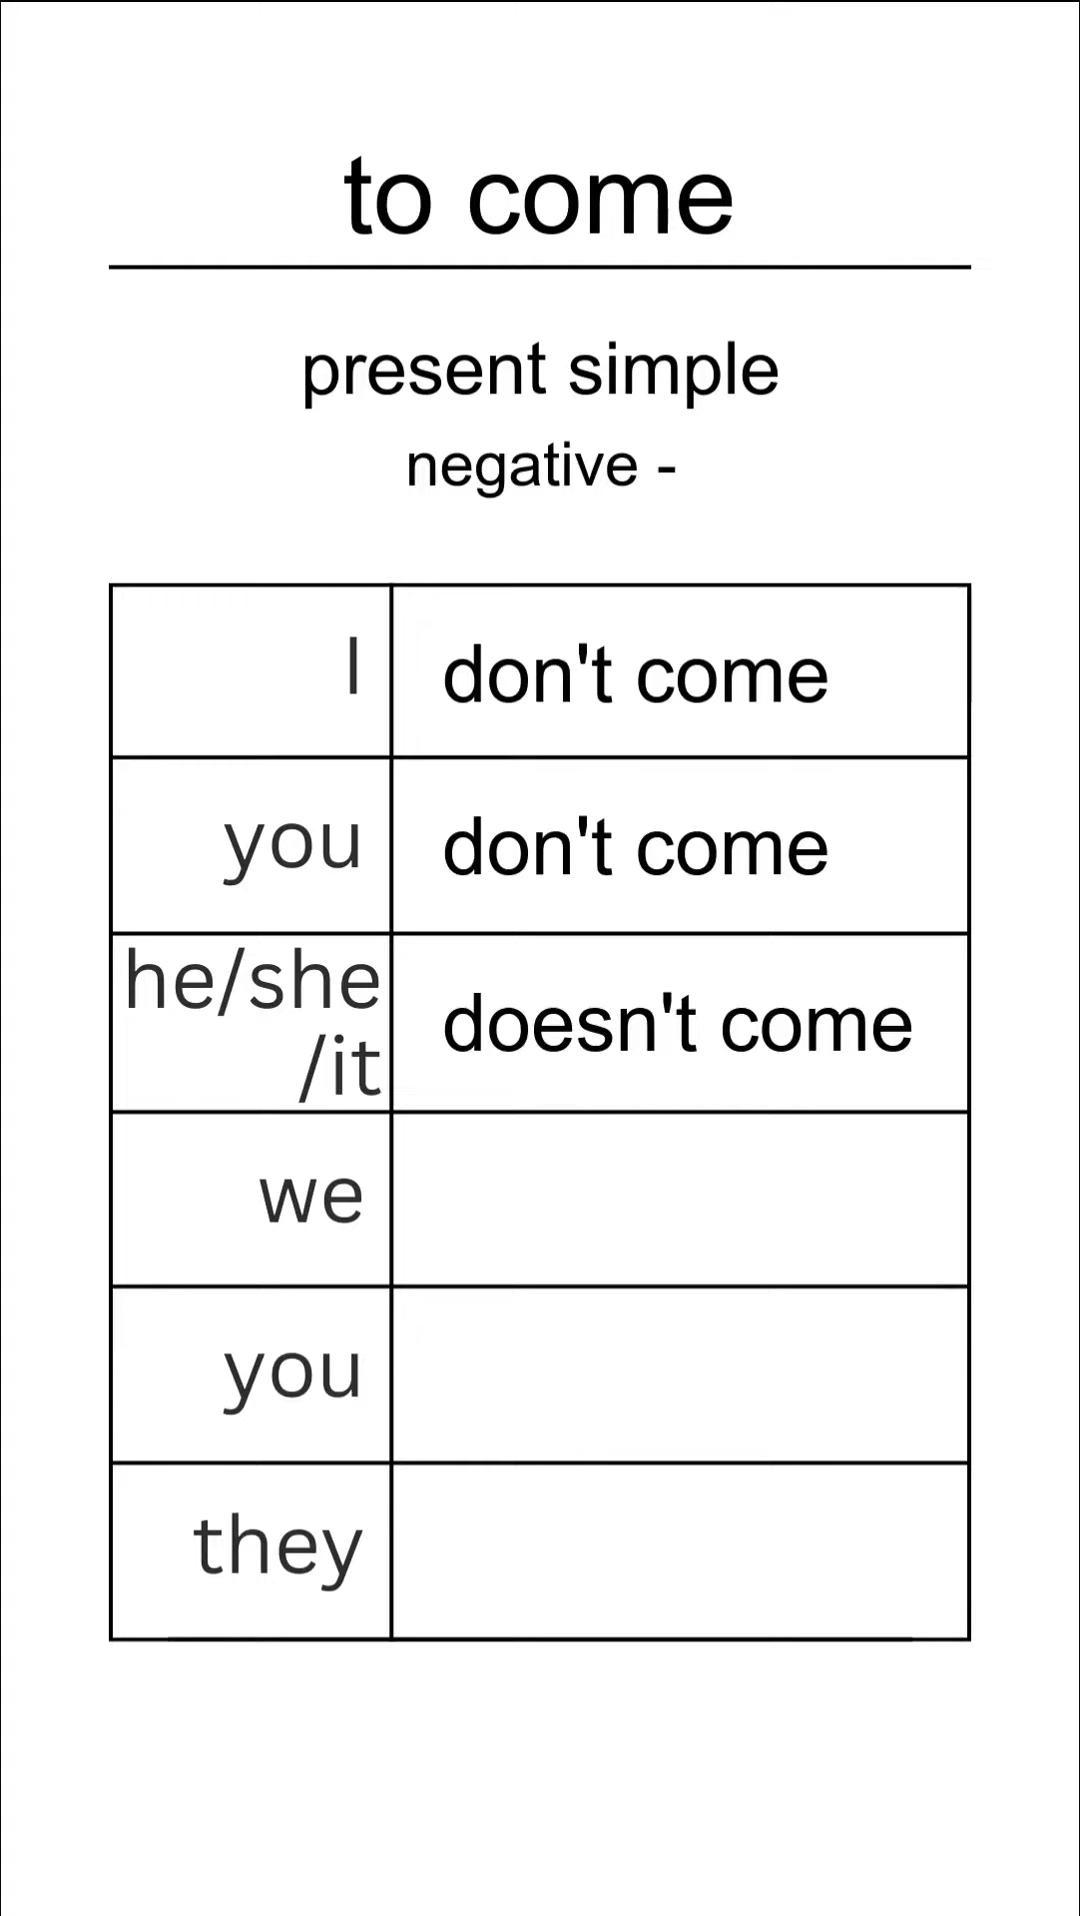 to come
present simple
negative -
I don't come
you don't come
he/she
/it doesn't come
we
you
they